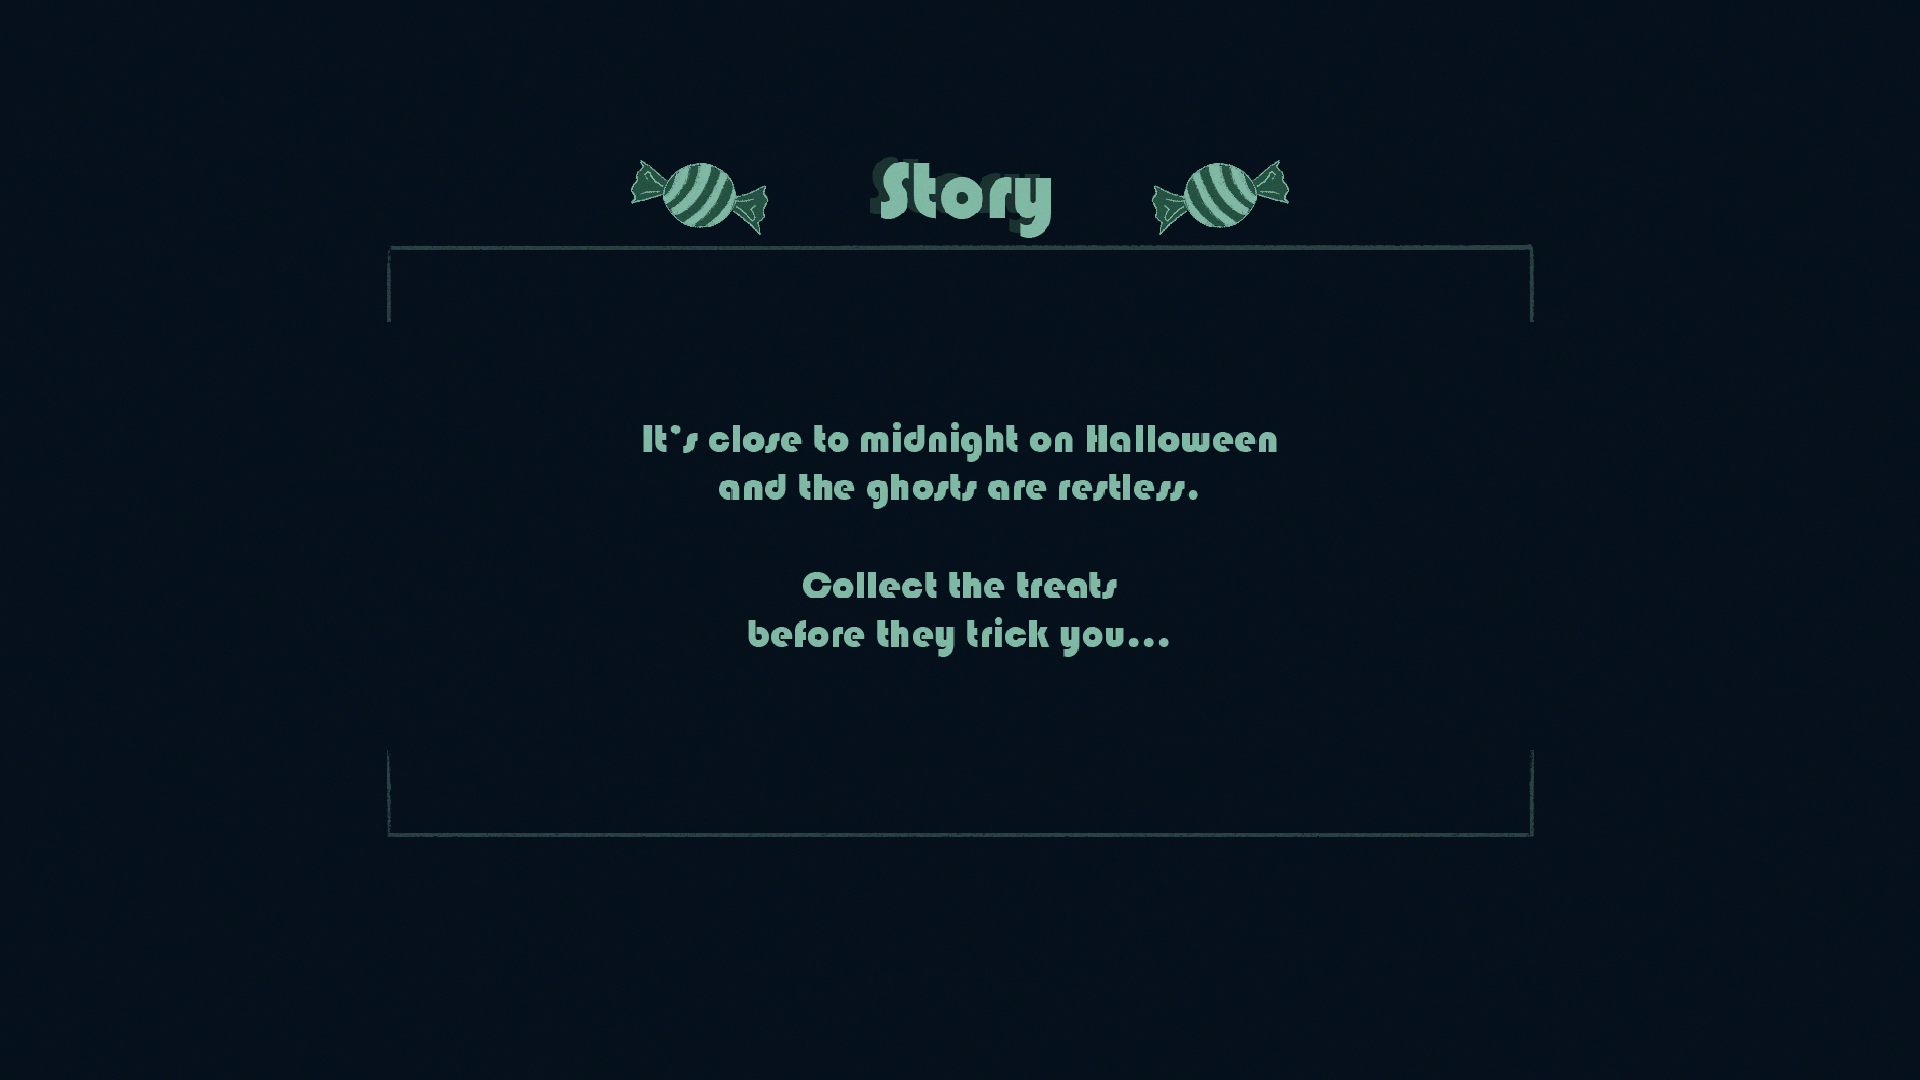 Story
It's close to midnight on Halloween
and the ghosts are restless.
Collect the treats
before they trick you...